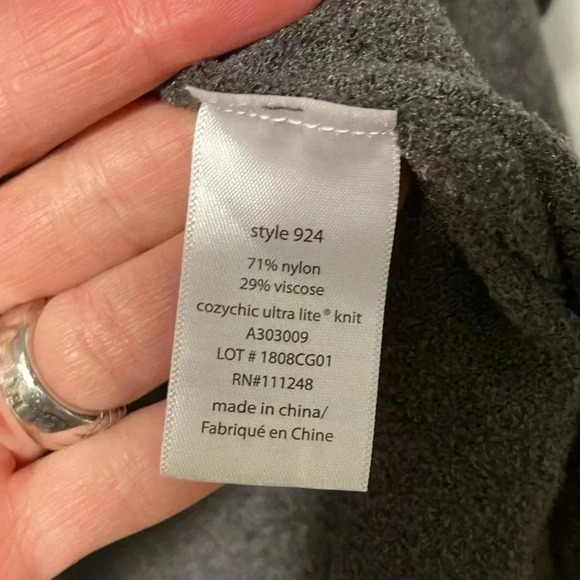 style 924
71% nylon
29% viscose
cozychic ultra lite® knit
A303009
LOT # 1808CG01
RN#111248
made in china/
Fabriqué en Chine